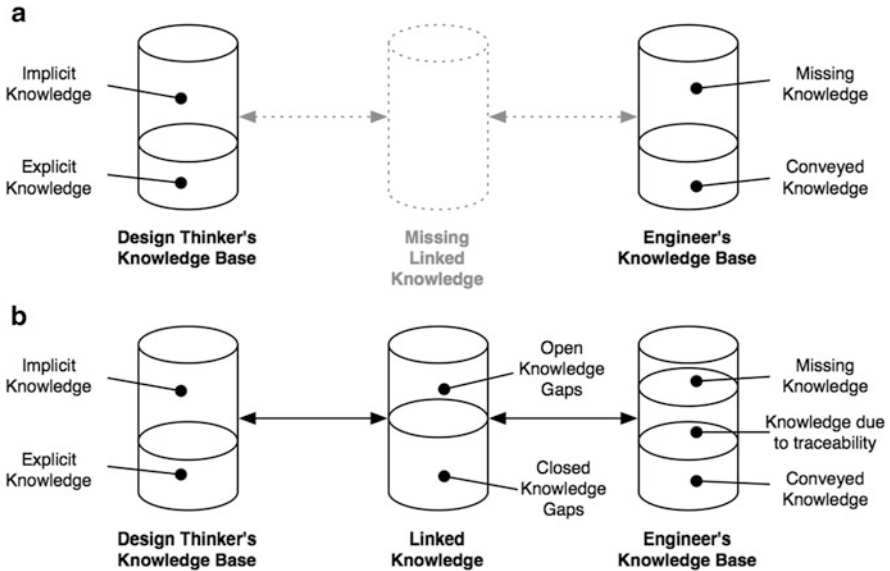 a
Implicit
Knowledge
Explicit
Knowledge
Missing
Knowledge
Conveyed
Knowledge
Design Thinker's
Knowledge Base
Missing
Linked
Knowledge
Engineer's
Knowledge Base
b
Implicit
Knowledge
Explicit
Knowledge
Open
Knowledge
Gaps
Closed
Knowledge
Gaps
Missing
Knowledge
Knowledge due
to traceability
Conveyed
Knowledge
Design Thinker's
Knowledge Base
Linked
Knowledge
Engineer's
Knowledge Base